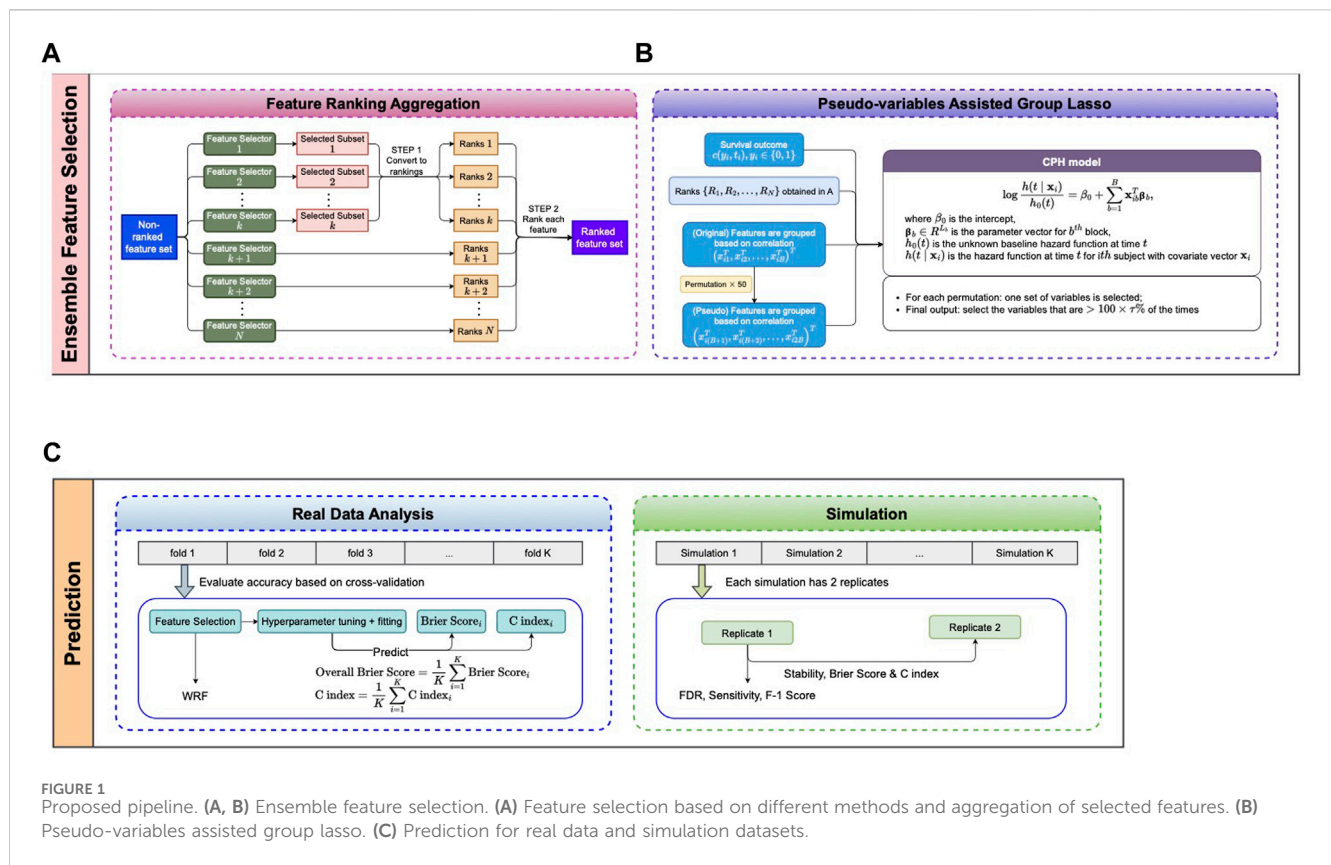 A
B
Ensemble Feature Selection
Feature Ranking Aggregation
Non-
ranked
feature set
Feature Selector
1
Selected Subset
1
Feature Selector
2
Selected Subset
2
⋮
⋮
Feature Selector
k
Selected Subset
k
Feature Selector
k + 1
Feature Selector
k + 2
⋮
Feature Selector
N
STEP 1
Convert to
rankings
Ranks 1
Ranks 2
⋮
Ranks k
Ranks
k + 1
Ranks
k + 2
⋮
Ranks N
STEP 2
Rank each
feature
Ranked
feature set
Pseudo-variables Assisted Group Lasso
Survival outcome
c(y_i, t_i), y_i ∈ {0, 1}
Ranks {R_1, R_2, . . . , R_N} obtained in A
(Original) Features are grouped
based on correlation
(x_{i1}^T, x_{i2}^T, . . . , x_{iB}^T)^T
Permutation × 50
(Pseudo) Features are grouped
based on correlation
(x_{i(B+1)}^T, x_{i(B+2)}^T, . . . , x_{i2B}^T)^T
CPH model
log h(t | x_i) / h_0(t) = β_0 + ∑_{b=1}^{B} x_{ib}^T β_b,
where β_0 is the intercept,
β_b ∈ R^{L_b} is the parameter vector for b^{th} block,
h_0(t) is the unknown baseline hazard function at time t
h(t | x_i) is the hazard function at time t for ith subject with covariate vector x_i
• For each permutation: one set of variables is selected;
• Final output: select the variables that are > 100 × τ% of the times
C
Prediction
Real Data Analysis
fold 1 fold 2 fold 3 ... fold K
Evaluate accuracy based on cross-validation
Feature Selection Hyperparameter tuning + fitting Brier Score_i C index_i
Predict
Overall Brier Score = 1/K ∑_{i=1}^{K} Brier Score_i
C index = 1/K ∑_{i=1}^{K} C index_i
WRF
Simulation
Simulation 1 Simulation 2 ... Simulation K
Each simulation has 2 replicates
Replicate 1
Replicate 2
Stability, Brier Score & C index
FDR, Sensitivity, F-1 Score
FIGURE 1
Proposed pipeline. (A, B) Ensemble feature selection. (A) Feature selection based on different methods and aggregation of selected features. (B)
Pseudo-variables assisted group lasso. (C) Prediction for real data and simulation datasets.